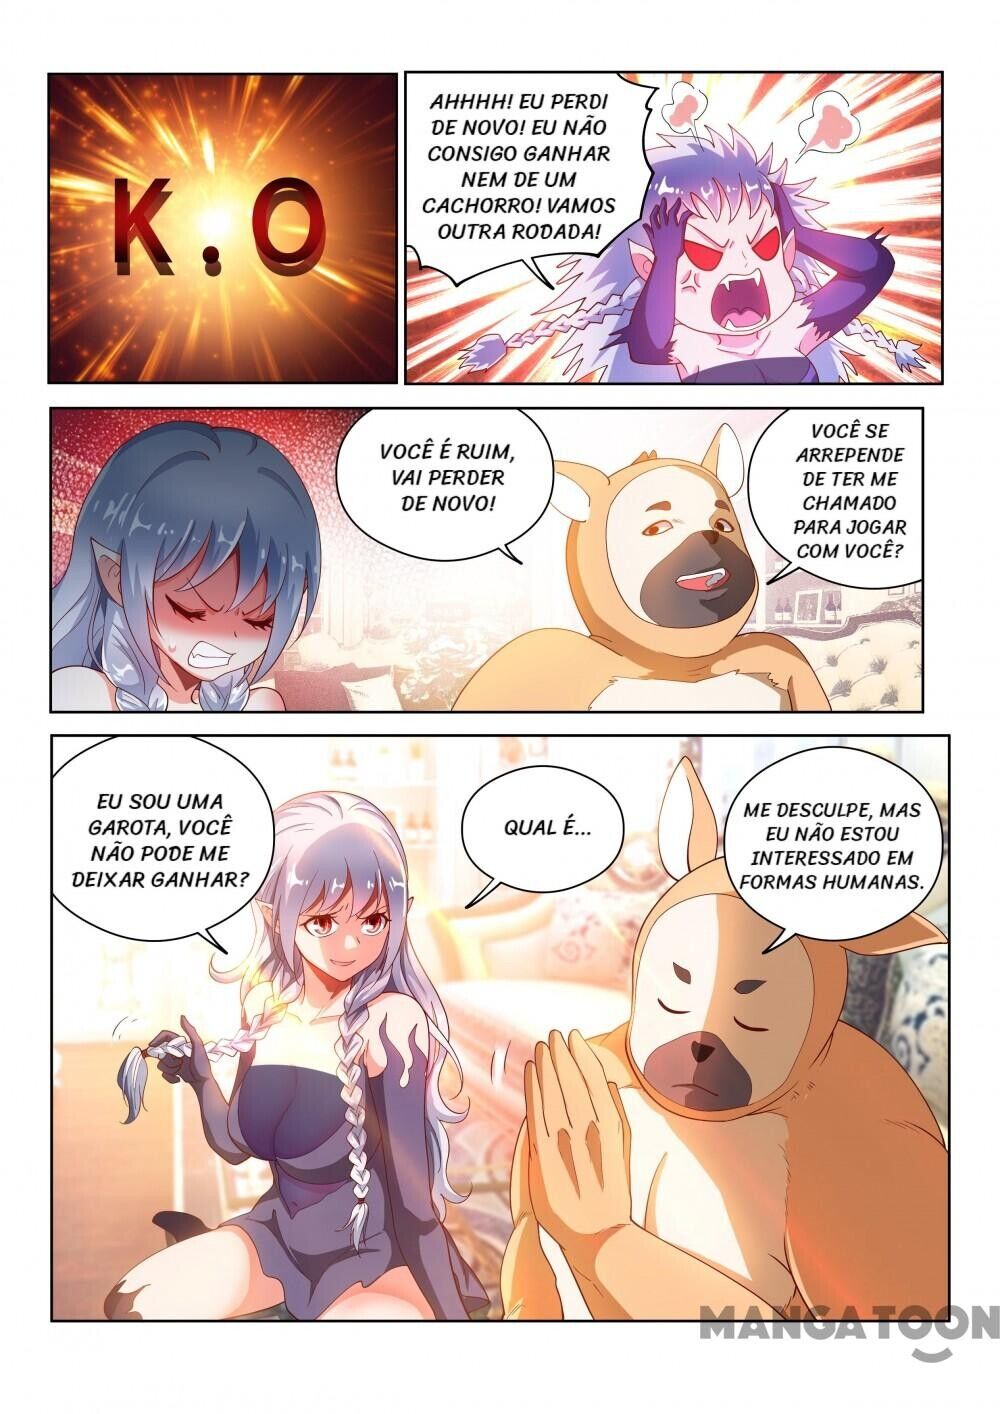 K.O
AHHHH! EU PERDI
DE NOVO! EU NÃO
CONSIGO GANHAR
NEM DE UM
CACHORRO! VAMOS
OUTRA RODADA!
VOCÊ É RUIM,
VAI PERDER
DE NOVO!
VOCÊ SE
ARREPENDE
DE TER ME
CHAMADO
PARA JOGAR
COM VOCÊ?
EU SOU UMA
GAROTA, VOCÊ
NÃO PODE ME
DEIXAR GANHAR?
QUAL É...
ME DESCULPE, MAS
EU NÃO ESTOU
INTERESSADO EM
FORMAS HUMANAS.
MANGATOON